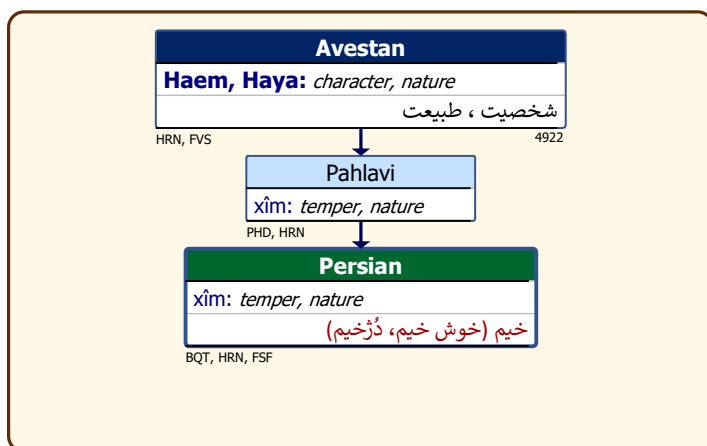 Avestan
Haem, Haya: character, nature
شخصیت ، طبیعت
HRN, FVS 4922
Pahlavi
xîm: temper, nature
PHD, HRN
Persian
xîm: temper, nature
خیم (خوش خیم، دُژخیم)
BQT, HRN, FSF